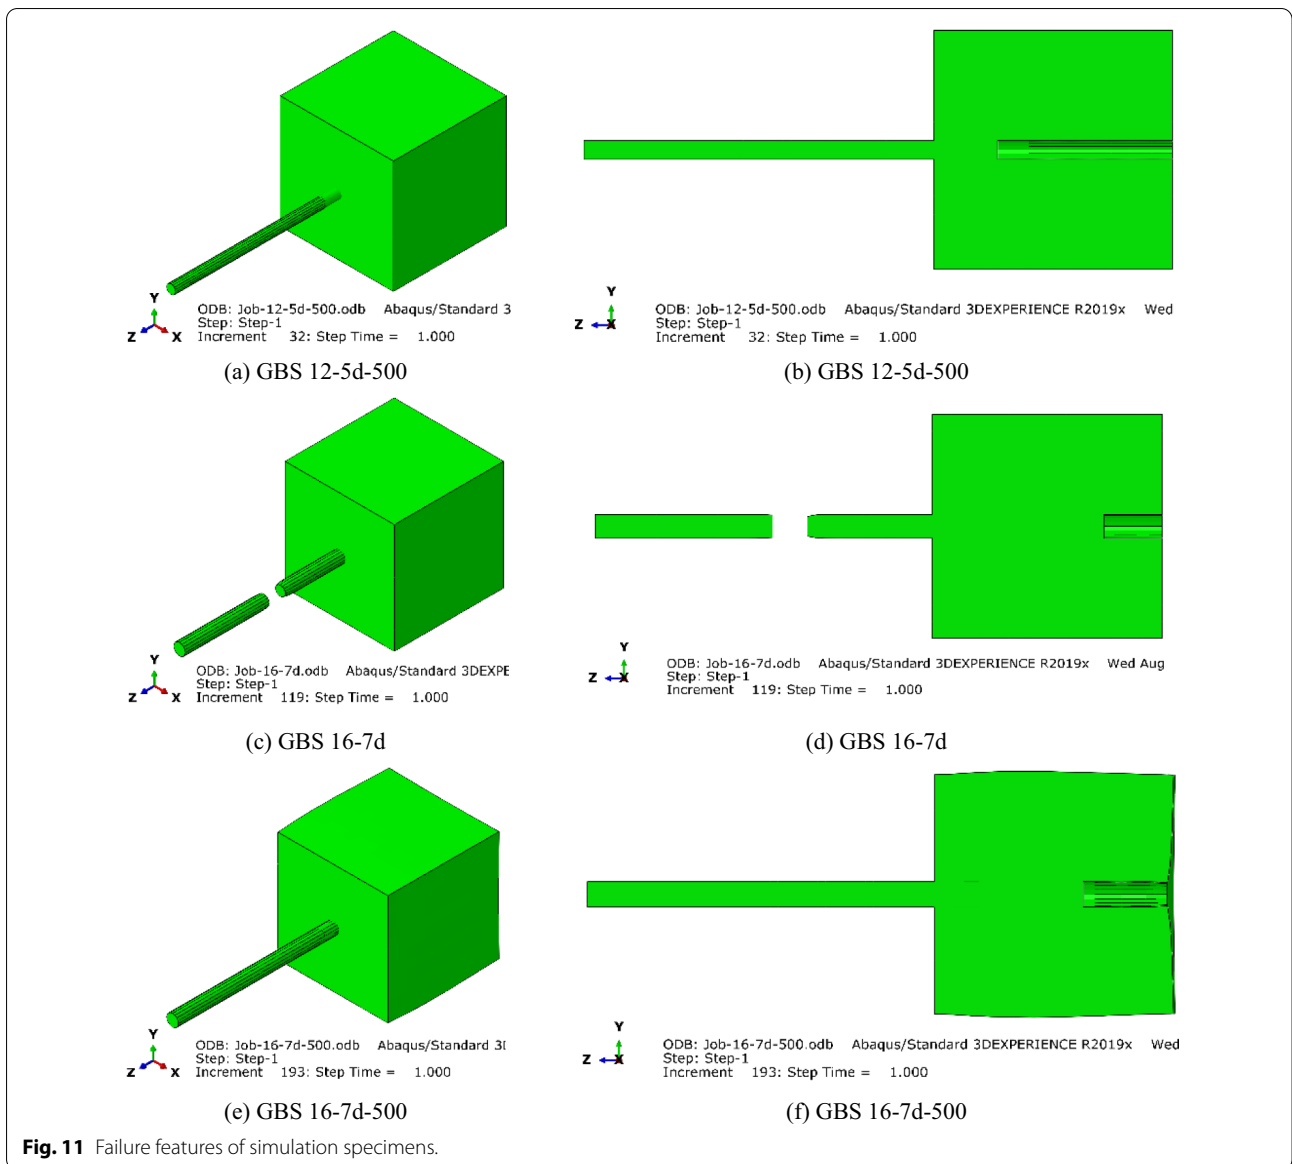 Y
Z X
ODB: Job-12-5d-500.odb Abaqus/Standard 3
Step: Step-1
Increment 32: Step Time = 1.000
(a) GBS 12-5d-500
Y
Z X
ODB: Job-12-5d-500.odb Abaqus/Standard 3DEXPERIENCE R2019x Wed
Step: Step-1
Increment 32: Step Time = 1.000
(b) GBS 12-5d-500
Y
Z X
ODB: Job-16-7d.odb Abaqus/Standard 3DEXPE
Step: Step-1
Increment 119: Step Time = 1.000
(c) GBS 16-7d
Y
Z X
ODB: Job-16-7d.odb Abaqus/Standard 3DEXPERIENCE R2019x Wed Aug
Step: Step-1
Increment 119: Step Time = 1.000
(d) GBS 16-7d
Y
Z X
ODB: Job-16-7d-500.odb Abaqus/Standard 3
Step: Step-1
Increment 193: Step Time = 1.000
(e) GBS 16-7d-500
Y
Z X
ODB: Job-16-7d-500.odb Abaqus/Standard 3DEXPERIENCE R2019x Wed
Step: Step-1
Increment 193: Step Time = 1.000
(f) GBS 16-7d-500
Fig. 11 Failure features of simulation specimens.